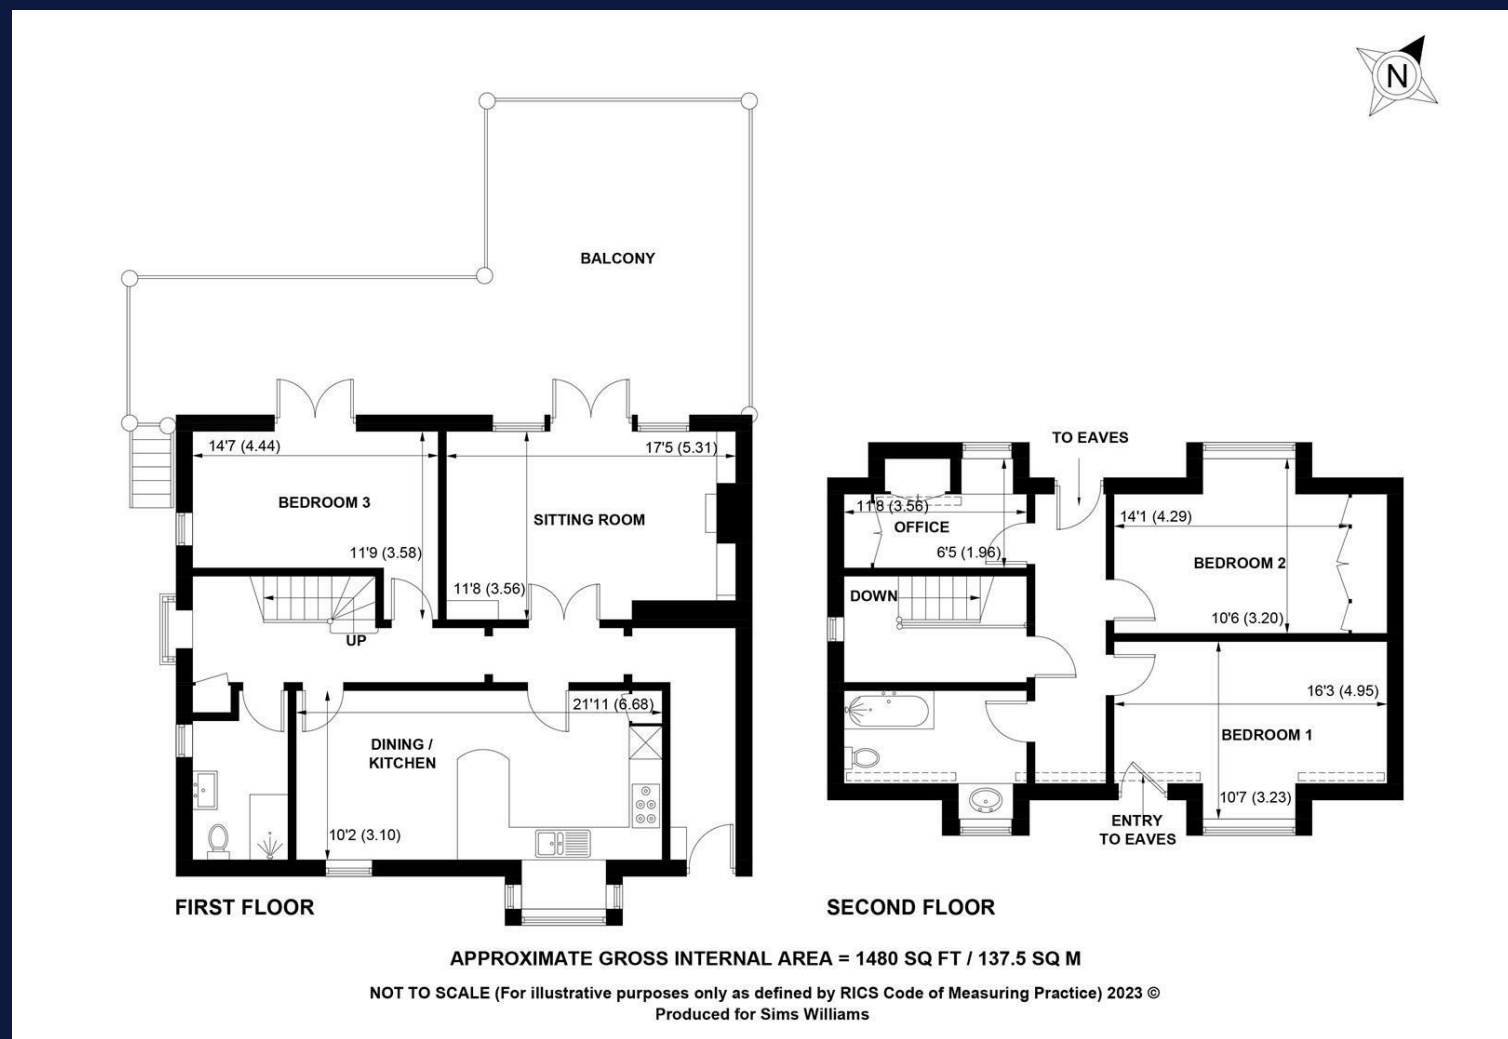 N
BALCONY
14'7 (4.44)
17'5 (5.31)
BEDROOM 3
SITTING ROOM
11'9 (3.58)
11'8 (3.56)
UP
21'11 (6.68)
DINING /
KITCHEN
10'2 (3.10)
FIRST FLOOR
TO EAVES
11'8 (3.56)
OFFICE
6'5 (1.96)
14'1 (4.29)
BEDROOM 2
10'6 (3.20)
DOWN
16'3 (4.95)
BEDROOM 1
10'7 (3.23)
ENTRY
TO EAVES
SECOND FLOOR
APPROXIMATE GROSS INTERNAL AREA = 1480 SQ FT / 137.5 SQ M
NOT TO SCALE (For illustrative purposes only as defined by RICS Code of Measuring Practice) 2023 ©
Produced for Sims Williams